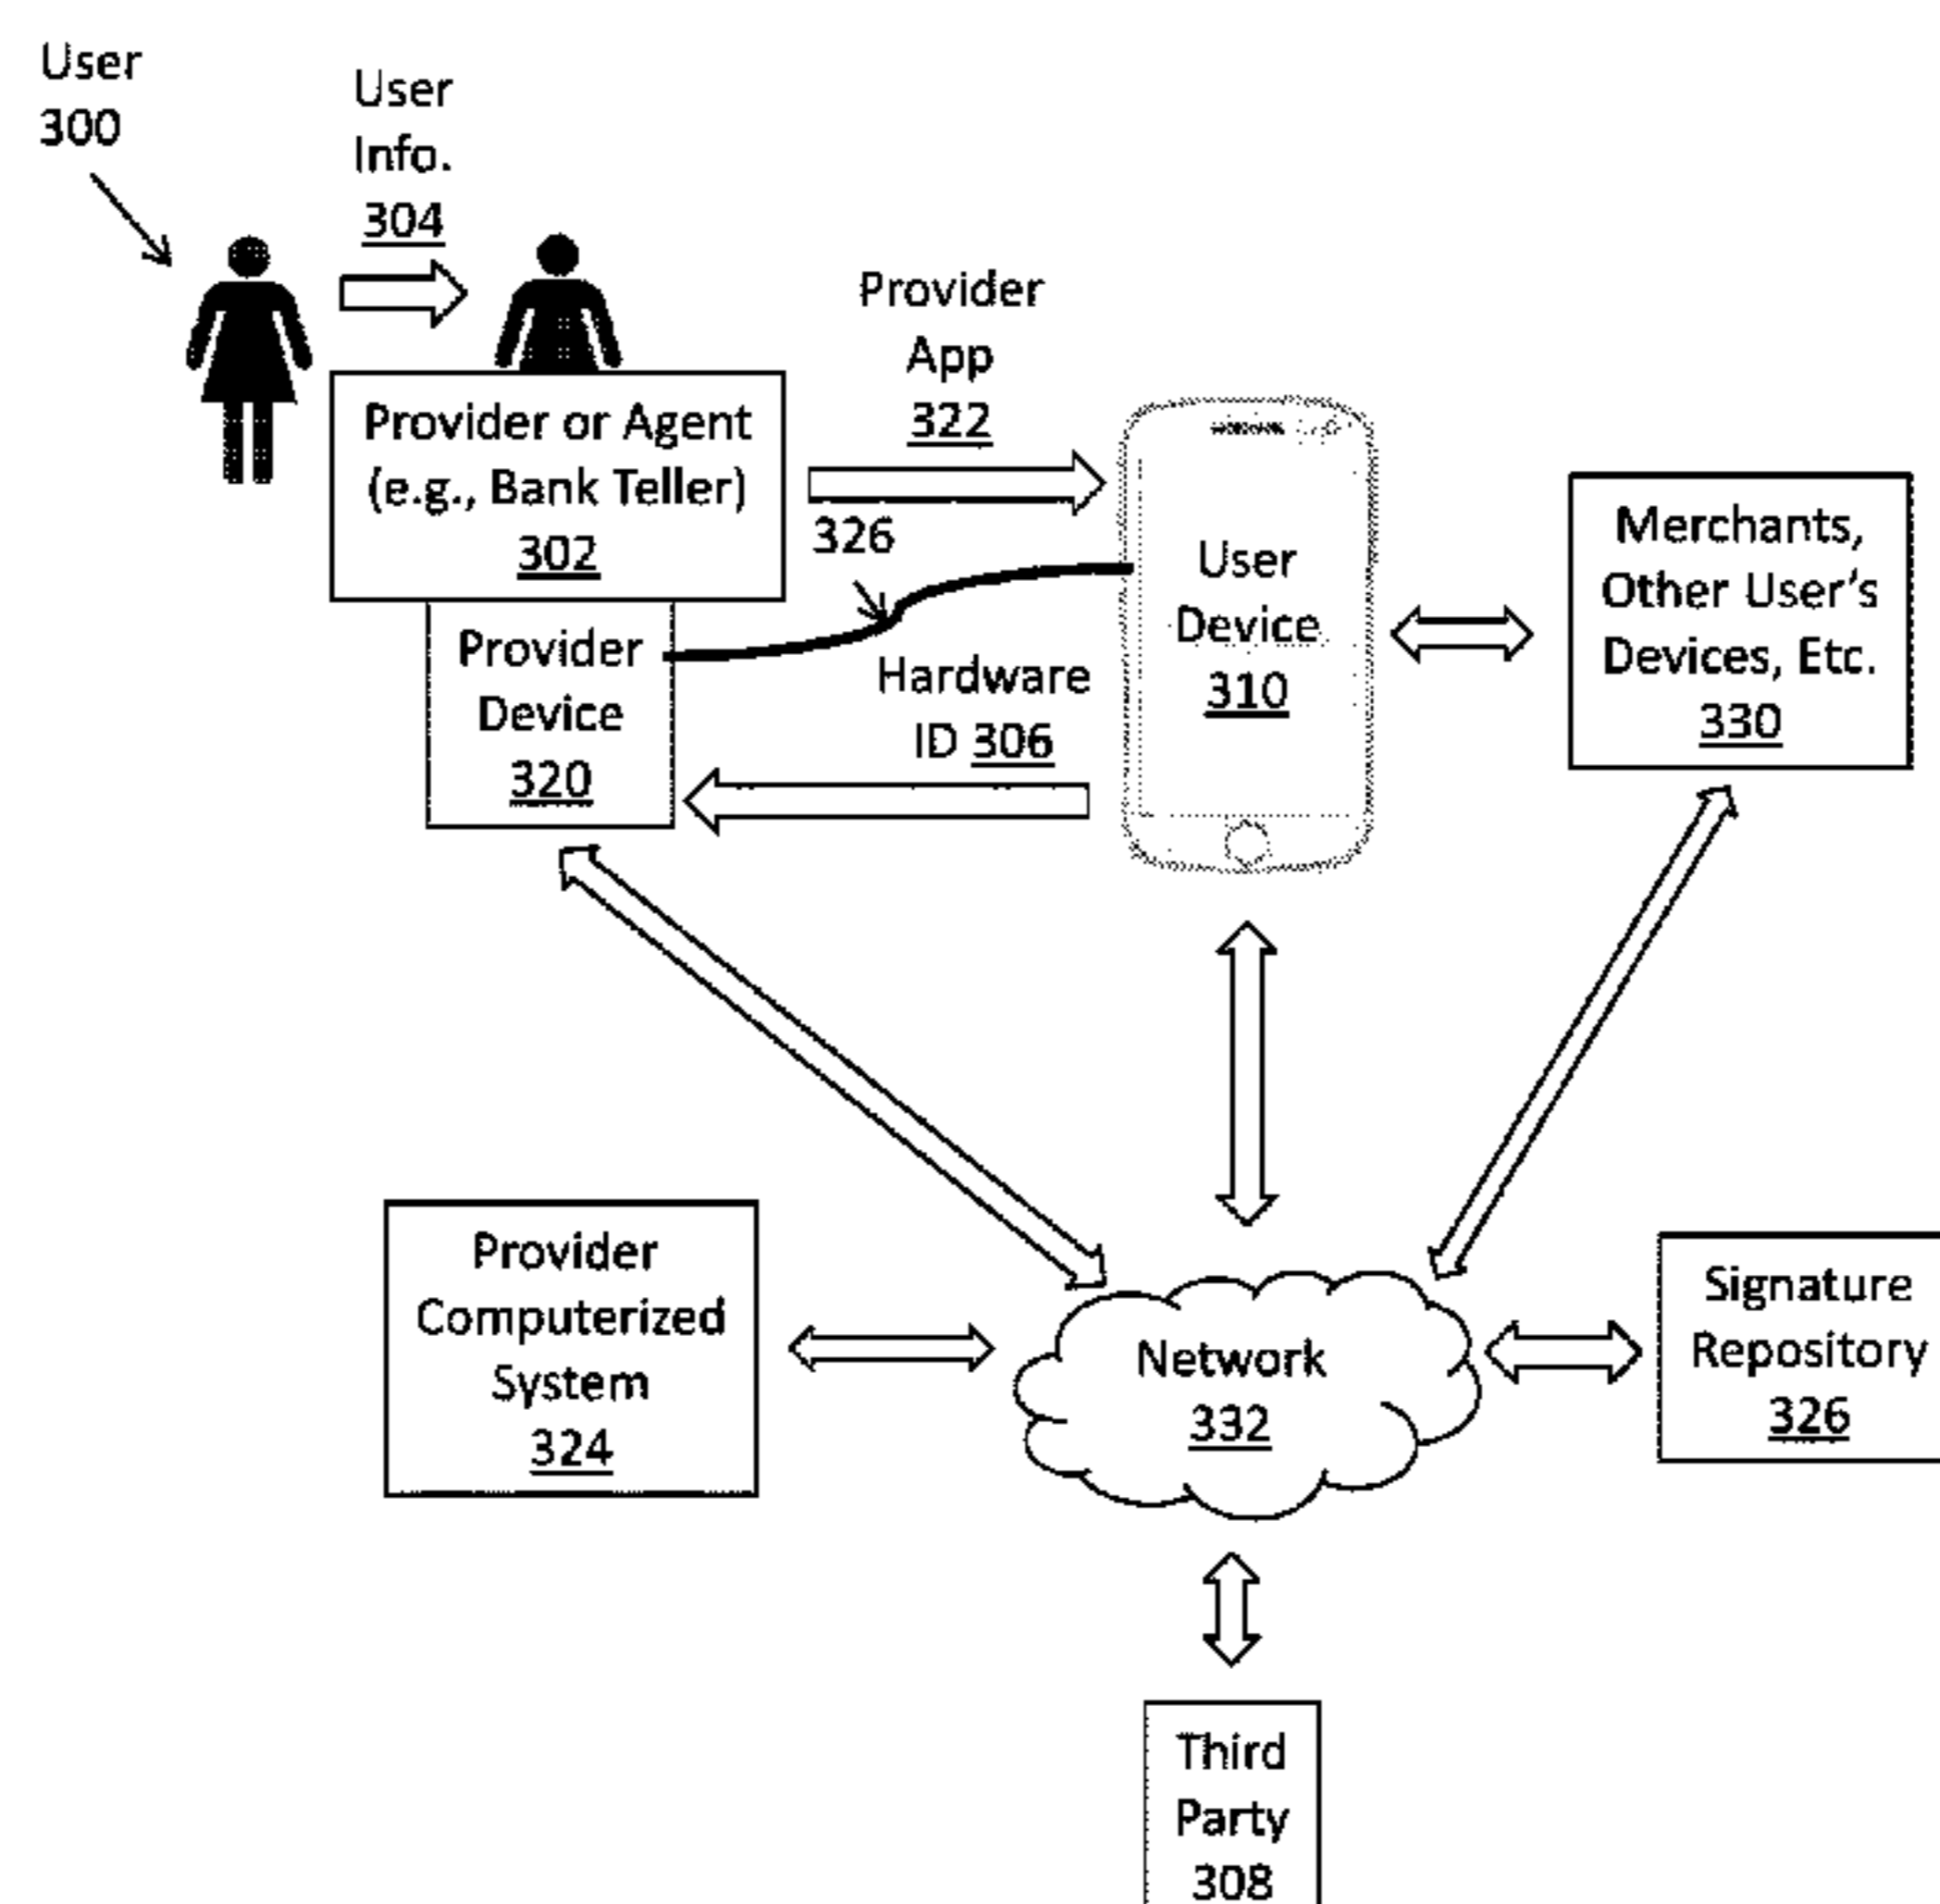 User
300
User
Info.
304
Provider
App
322
Provider or Agent
(e.g., Bank Teller)
302
326
User
Device
310
Merchants,
Other User's
Devices, Etc.
330
Provider
Device
320
Hardware
ID 306
Provider
Computerized
System
324
Network
332
Signature
Repository
326
Third
Party
308